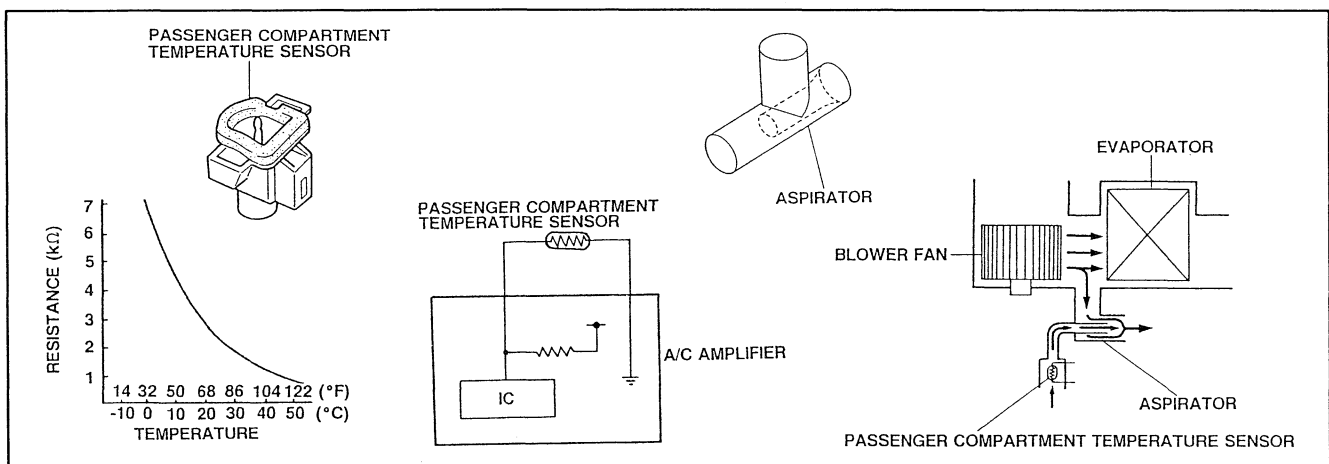 PASSENGER COMPARTMENT
TEMPERATURE SENSOR
RESISTANCE (kΩ)
7
6
5
4
3
2
1
14 32 50 68 86 104 122 (°F)
-10 0 10 20 30 40 50 (°C)
TEMPERATURE
PASSENGER COMPARTMENT
TEMPERATURE SENSOR
A/C AMPLIFIER
IC
ASPIRATOR
EVAPORATOR
BLOWER FAN
ASPIRATOR
PASSENGER COMPARTMENT TEMPERATURE SENSOR